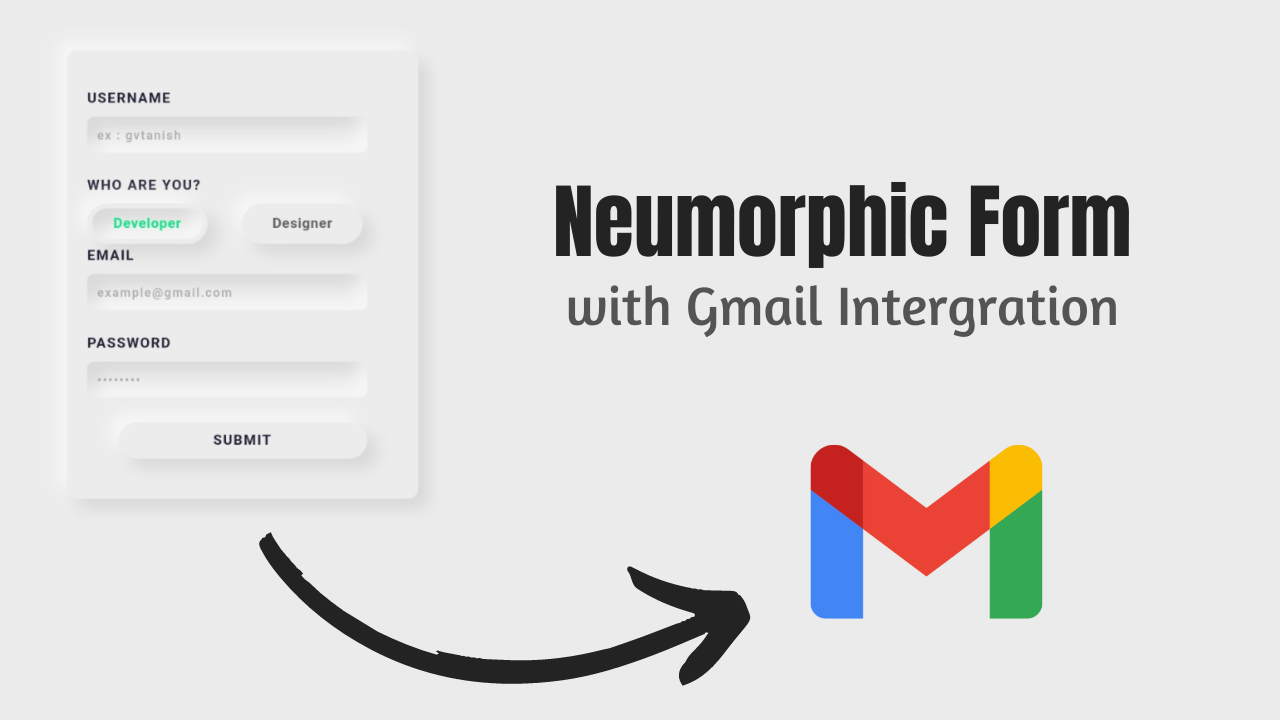 USERNAME
ex : gvtanish
WHO ARE YOU?
Developer
Designer
EMAIL
example@gmail.com
PASSWORD
••••••••
SUBMIT
Neumorphic Form
with Gmail Intergration